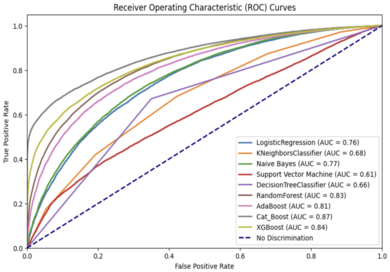 Receiver Operating Characteristic (ROC) Curves
1.0
0.8
0.6
0.4
0.2
0.0
True Positive Rate
LogisticRegression (AUC = 0.76)
KNeighborsClassifier (AUC = 0.68)
Naive Bayes (AUC = 0.77)
Support Vector Machine (AUC = 0.61)
DecisionTreeClassifier (AUC = 0.66)
RandomForest (AUC = 0.83)
AdaBoost (AUC = 0.81)
Cat_Boost (AUC = 0.87)
XGBoost (AUC = 0.84)
No Discrimination
0.0 0.2 0.4 0.6 0.8 1.0
False Positive Rate